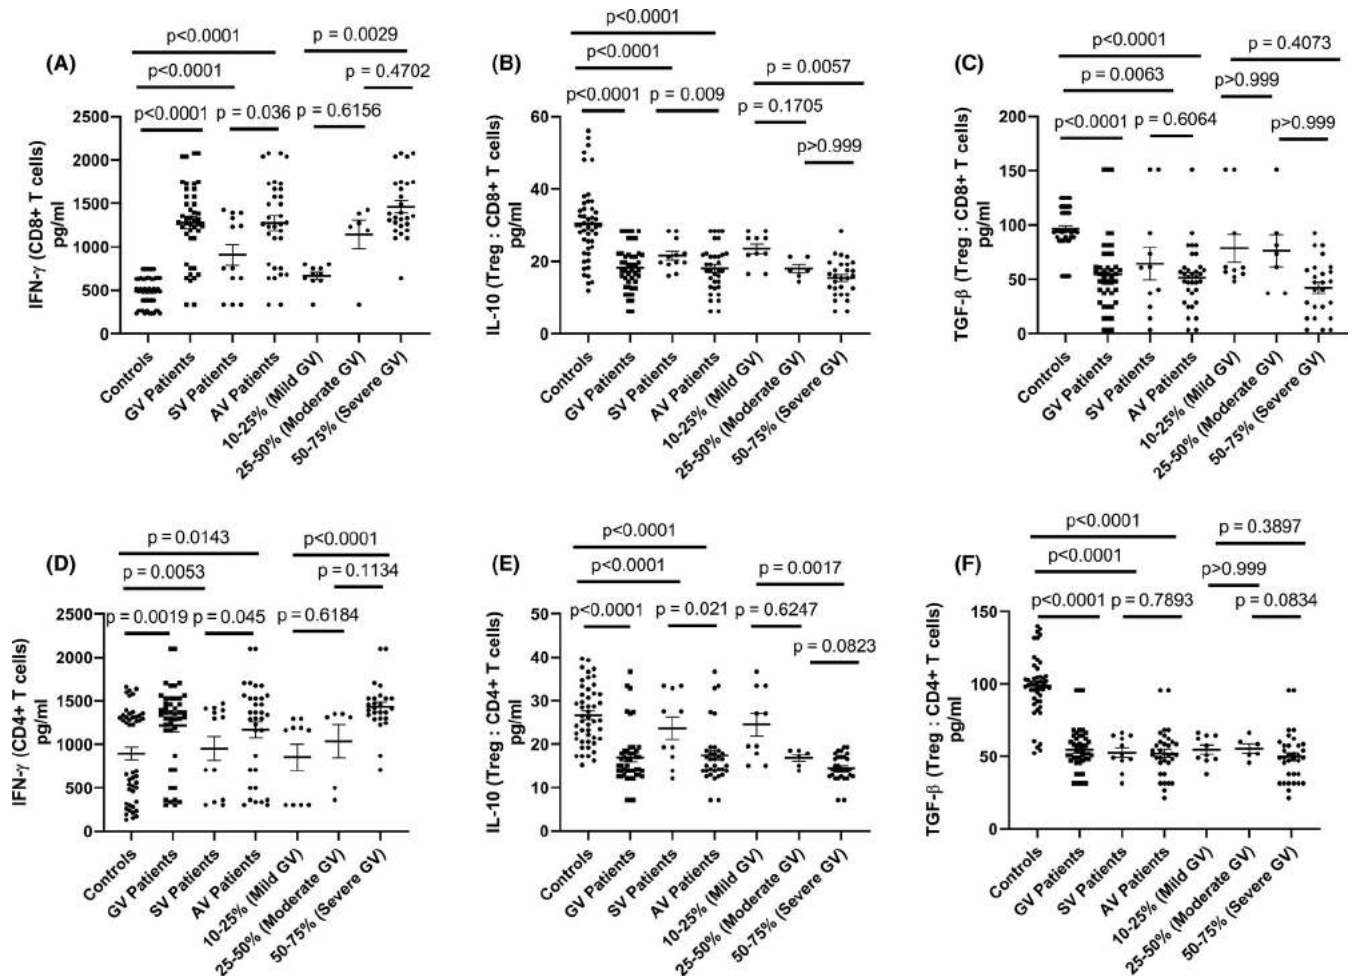 (A)
p<0.0001
p = 0.0029
p<0.0001
p = 0.4702
p<0.0001
p = 0.036
p = 0.6156
IFN-γ (CD8+ T cells)
pg/ml
2500
2000
1500
1000
500
0
Controls
GV Patients
SV Patients
AV Patients
10-25% (Mild GV)
25-50% (Moderate GV)
50-75% (Severe GV)
(B)
p<0.0001
p<0.0001
p = 0.0057
p<0.0001
p = 0.009
p = 0.1705
p>0.999
IL-10 (Treg : CD8+ T cells)
pg/ml
60
40
20
0
Controls
GV Patients
SV Patients
AV Patients
10-25% (Mild GV)
25-50% (Moderate GV)
50-75% (Severe GV)
(C)
p<0.0001
p = 0.4073
p = 0.0063
p>0.999
p<0.0001
p = 0.6064
p>0.999
TGF-β (Treg : CD8+ T cells)
pg/ml
200
150
100
50
0
Controls
GV Patients
SV Patients
AV Patients
10-25% (Mild GV)
25-50% (Moderate GV)
50-75% (Severe GV)
(D)
p = 0.0143
p<0.0001
p = 0.0053
p = 0.1134
p = 0.0019
p = 0.045
p = 0.6184
IFN-γ (CD4+ T cells)
pg/ml
2500
2000
1500
1000
500
0
Controls
GV Patients
SV Patients
AV Patients
10-25% (Mild GV)
25-50% (Moderate GV)
50-75% (Severe GV)
(E)
p<0.0001
p<0.0001
p = 0.0017
p<0.0001
p = 0.021
p = 0.6247
p = 0.0823
IL-10 (Treg : CD4+ T cells)
pg/ml
50
40
30
20
10
0
Controls
GV Patients
SV Patients
AV Patients
10-25% (Mild GV)
25-50% (Moderate GV)
50-75% (Severe GV)
(F)
p<0.0001
p = 0.3897
p<0.0001
p>0.999
p<0.0001
p = 0.7893
p = 0.0834
TGF-β (Treg : CD4+ T cells)
pg/ml
150
100
50
0
Controls
GV Patients
SV Patients
AV Patients
10-25% (Mild GV)
25-50% (Moderate GV)
50-75% (Severe GV)